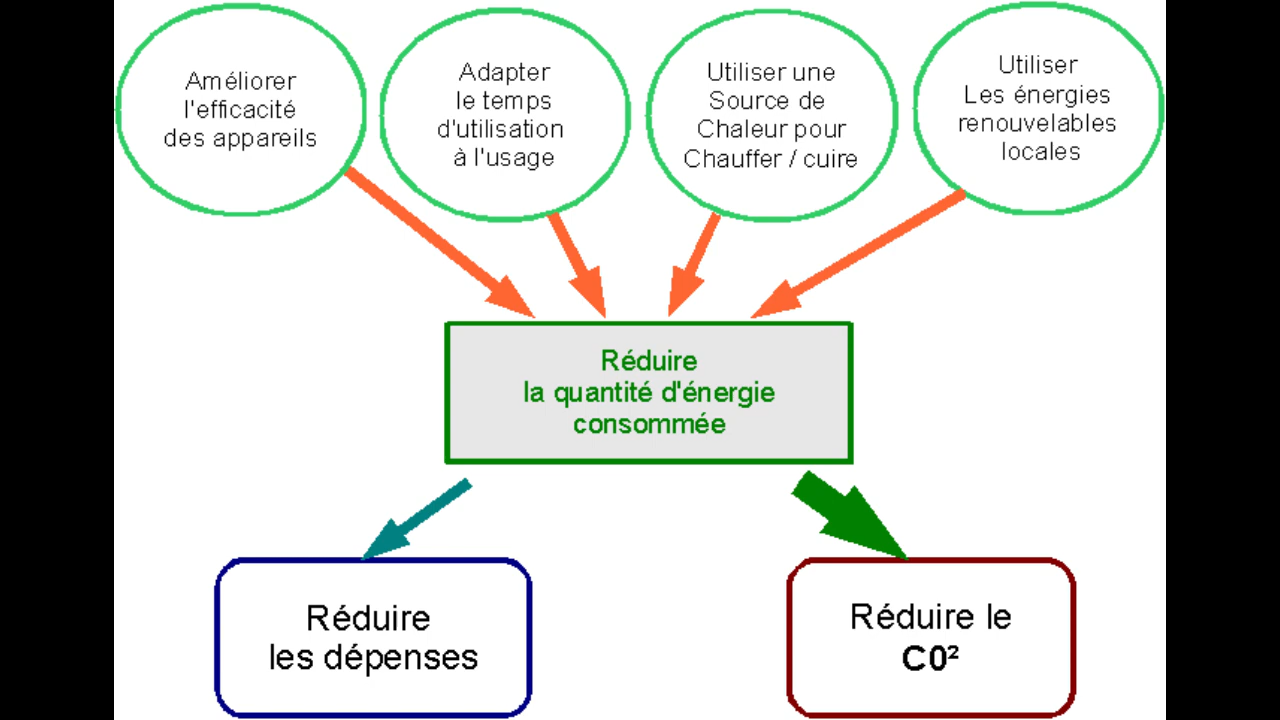 Améliorer
l'efficacité
des appareils
Adapter
le temps
d'utilisation
à l'usage
Utiliser une
Source de
Chaleur pour
Chauffer / cuire
Utiliser
Les énergies
renouvelables
locales
Réduire
la quantité d'énergie
consommée
Réduire
les dépenses
Réduire le
C0²